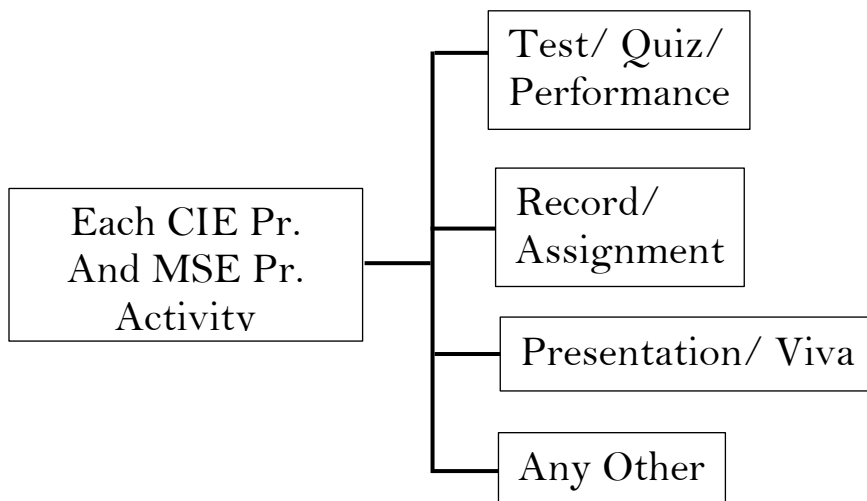 Test/ Quiz/
Performance
Record/
Assignment
Each CIE Pr.
And MSE Pr.
Activity
Presentation/ Viva
Any Other